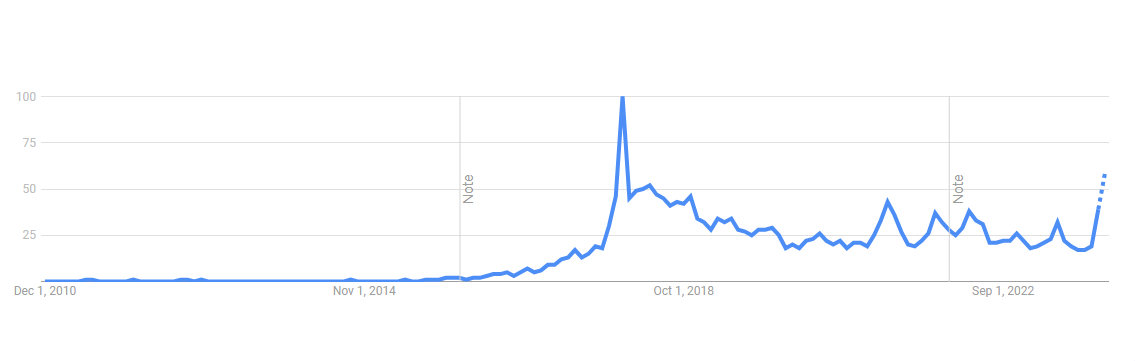 100
75
50
25
Note
Note
Dec 1, 2010
Nov 1, 2014
Oct 1, 2018
Sep 1, 2022